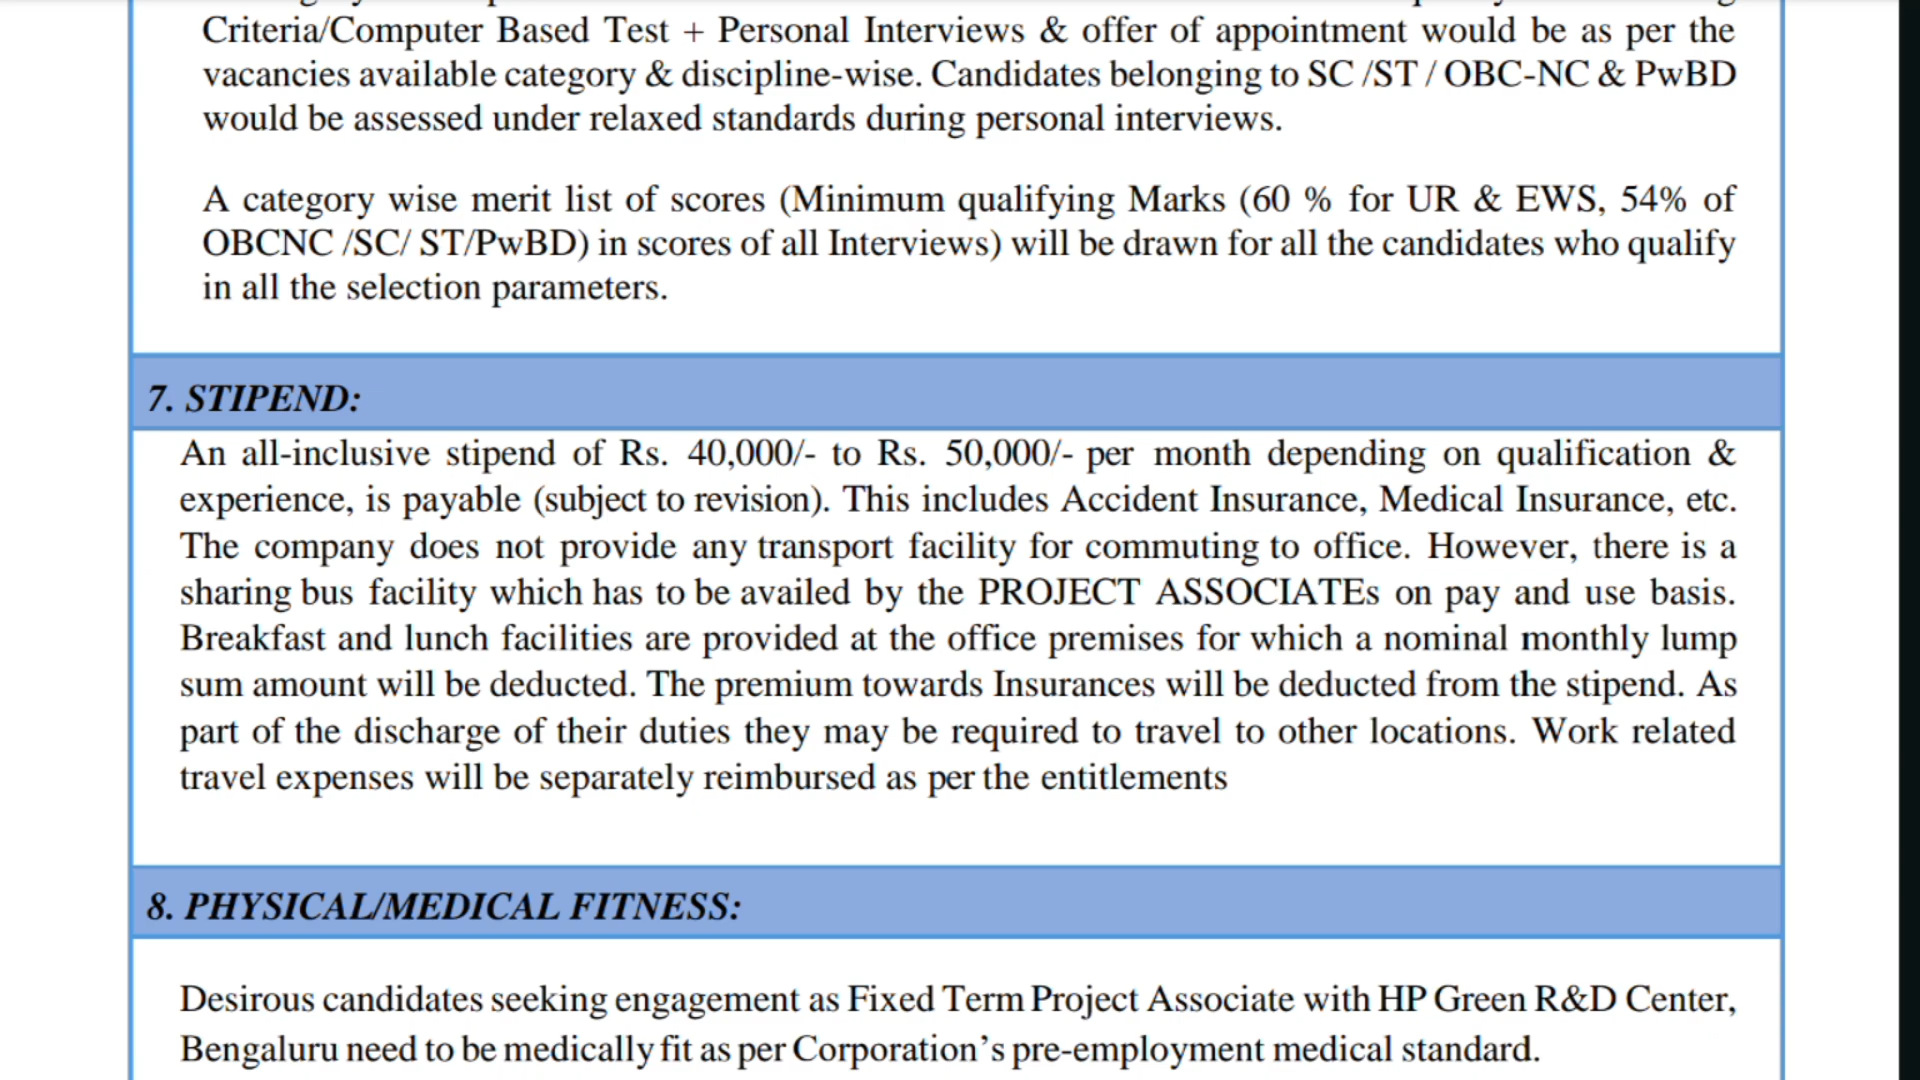 Criteria/Computer Based Test + Personal Interviews & offer of appointment would be as per the
vacancies available category & discipline-wise. Candidates belonging to SC /ST / OBC-NC & PwBD
would be assessed under relaxed standards during personal interviews.
A category wise merit list of scores (Minimum qualifying Marks (60 % for UR & EWS, 54% of
OBCNC /SC/ ST/PwBD) in scores of all Interviews) will be drawn for all the candidates who qualify
in all the selection parameters.
7. STIPEND:
An all-inclusive stipend of Rs. 40,000/- to Rs. 50,000/- per month depending on qualification &
experience, is payable (subject to revision). This includes Accident Insurance, Medical Insurance, etc.
The company does not provide any transport facility for commuting to office. However, there is a
sharing bus facility which has to be availed by the PROJECT ASSOCIATEs on pay and use basis.
Breakfast and lunch facilities are provided at the office premises for which a nominal monthly lump
sum amount will be deducted. The premium towards Insurances will be deducted from the stipend. As
part of the discharge of their duties they may be required to travel to other locations. Work related
travel expenses will be separately reimbursed as per the entitlements
8. PHYSICAL/MEDICAL FITNESS:
Desirous candidates seeking engagement as Fixed Term Project Associate with HP Green R&D Center,
Bengaluru need to be medically fit as per Corporation’s pre-employment medical standard.